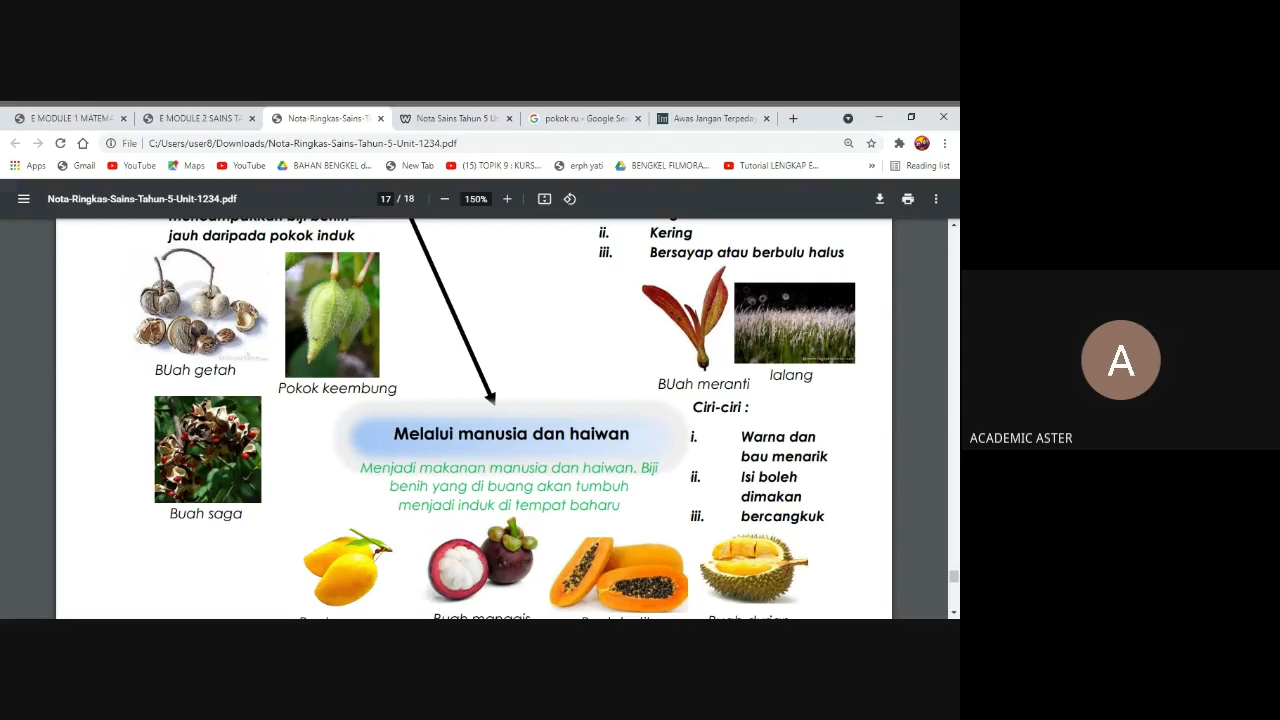 E MODULE 1 MATEM
E MODULE 2 SAINS TA
Nota-Ringkas-Sains-T
Nota Sains Tahun 5 U
pokok ru - Google Se
Awas Jangan Terpeda
File
C:/Users/user8/Downloads/Nota-Ringkas-Sains-Tahun-5-Unit-1234.pdf
Apps
Gmail
YouTube
Maps
YouTube
BAHAN BENGKEL d...
New Tab
(15) TOPIK 9 : KURS...
erph yati
BENGKEL FILMORA...
Tutorial LENGKAP E...
»
Reading list
Nota-Ringkas-Sains-Tahun-5-Unit-1234.pdf
17 / 18
150%
jauh daripada pokok induk
ii. Kering
iii. Bersayap atau berbulu halus
BUah getah
Pokok keembung
BUah meranti
lalang
Buah saga
Melalui manusia dan haiwan
Menjadi makanan manusia dan haiwan. Biji
benih yang di buang akan tumbuh
menjadi induk di tempat baharu
Ciri-ciri :
i. Warna dan
bau menarik
ii. Isi boleh
dimakan
iii. bercangkuk
A
ACADEMIC ASTER